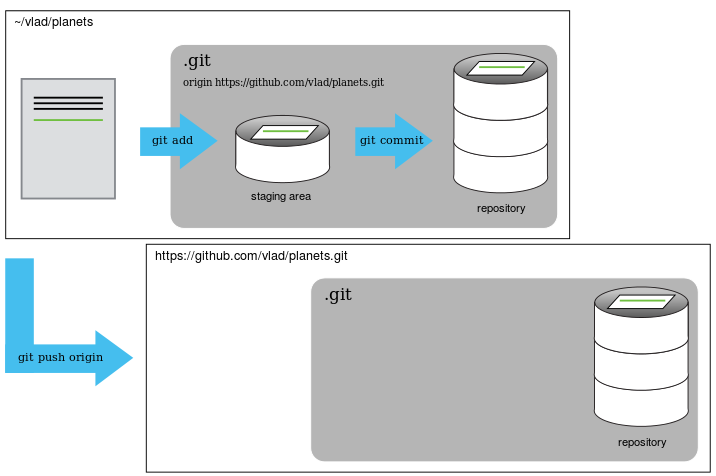 ~/vlad/planets
.git
origin https://github.com/vlad/planets.git
git add
git commit
staging area
repository
https://github.com/vlad/planets.git
.git
git push origin
repository